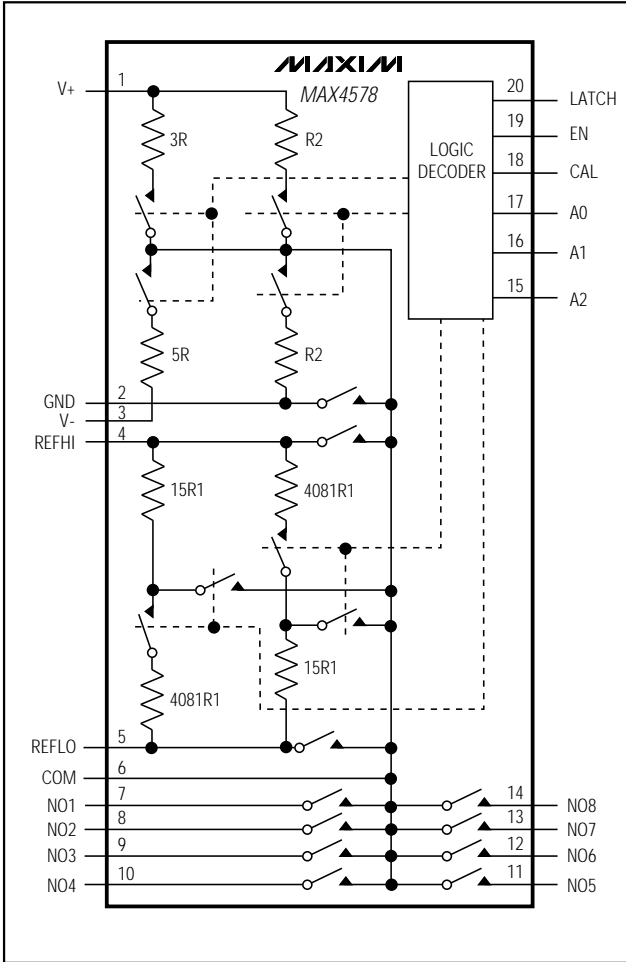 MAXIM
MAX4578
V+ 1
3R
R2
LOGIC
DECODER
20 LATCH
19 EN
18 CAL
17 A0
16 A1
15 A2
5R
R2
GND 2
V- 3
REFHI 4
15R1
4081R1
15R1
4081R1
REFLO 5
COM 6
NO1 7
14 NO8
NO2 8
13 NO7
NO3 9
12 NO6
NO4 10
11 NO5